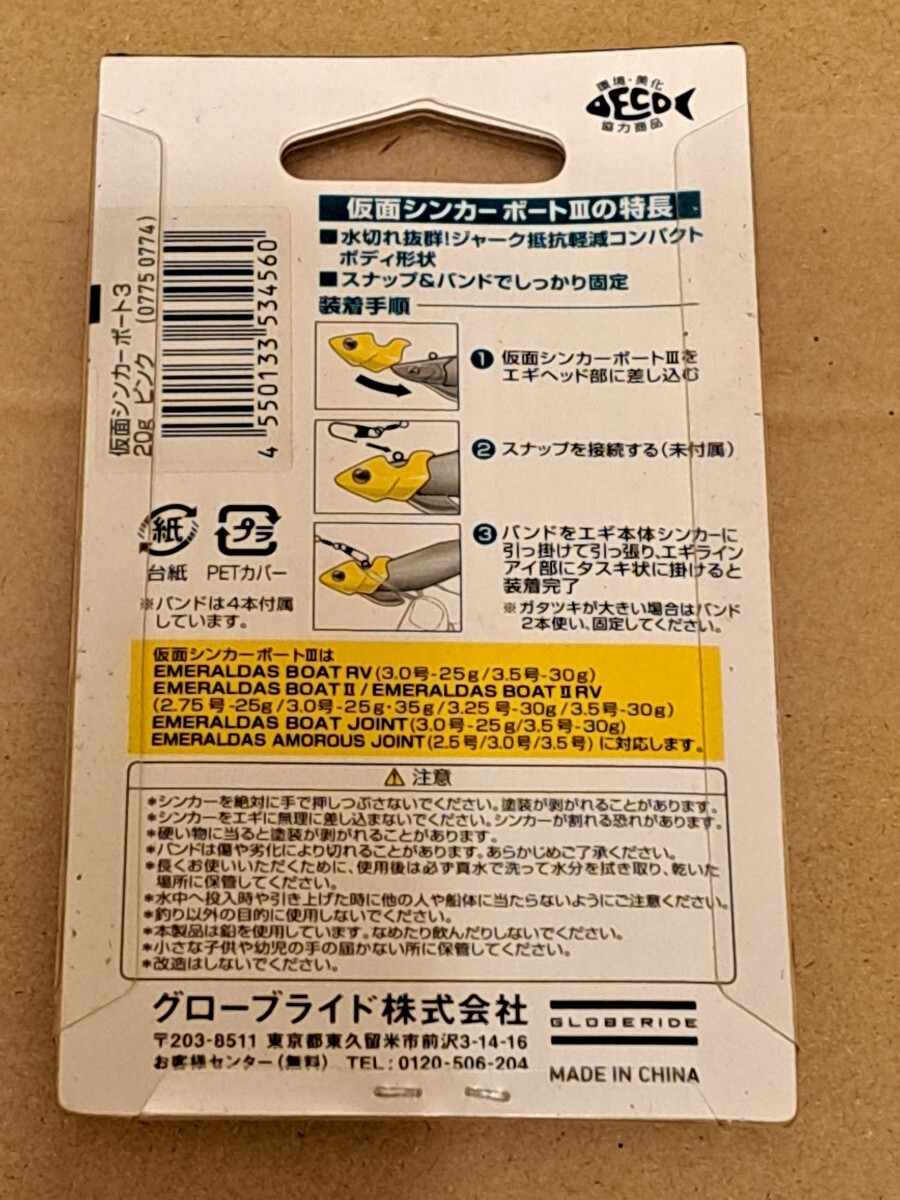 環境・美化
ECO
協力商品
仮面シンカーボートⅢの特長
■水切れ抜群!ジャーク抵抗軽減コンパクト
ボディ形状
■スナップ&バンドでしっかり固定
装着手順
仮面シンカーボート3
20g ピンク (0775 0774)
4 550133 534560
❶ 仮面シンカーボートⅢを
エギヘッド部に差し込む
❷ スナップを接続する(未付属)
❸ バンドをエギ本体シンカーに
引っ掛けて引っ張り、エギライン
アイ部にタスキ状に掛けると
装着完了
※ガタツキが大きい場合はバンド
2本使い、固定してください。
紙 プラ
台紙 PETカバー
※バンドは4本付属
しています。
仮面シンカーボートⅢは
EMERALDAS BOAT RV(3.0号-25g/3.5号-30g)
EMERALDAS BOATⅡ/EMERALDAS BOATⅡRV
(2.75号-25g/3.0号-25g・35g/3.25号-30g/3.5号-30g)
EMERALDAS BOAT JOINT(3.0号-25g/3.5号-30g)
EMERALDAS AMOROUS JOINT(2.5号/3.0号/3.5号)に対応します。
⚠ 注意
*シンカーを絶対に手で押しつぶさないでください。塗装が剥がれることがあります。
*シンカーをエギに無理に差し込まないでください。シンカーが割れる恐れがあります。
*硬い物に当ると塗装が剥がれることがあります。
*バンドは傷や劣化により切れることがあります。あらかじめご了承ください。
*長くお使いいただくために、使用後は必ず真水で洗って水分を拭き取り、乾いた
場所に保管してください。
*水中へ投入時や引き上げた時に他の人や船体に当たらないようにご注意ください。
*釣り以外の目的に使用しないでください。
*本製品は鉛を使用しています。なめたり飲んだりしないでください。
*小さな子供や幼児の手の届かない所に保管してください。
*改造はしないでください。
グローブライド株式会社
〒203-8511 東京都東久留米市前沢3-14-16
お客様センター(無料) TEL:0120-506-204
GLOBERIDE
MADE IN CHINA